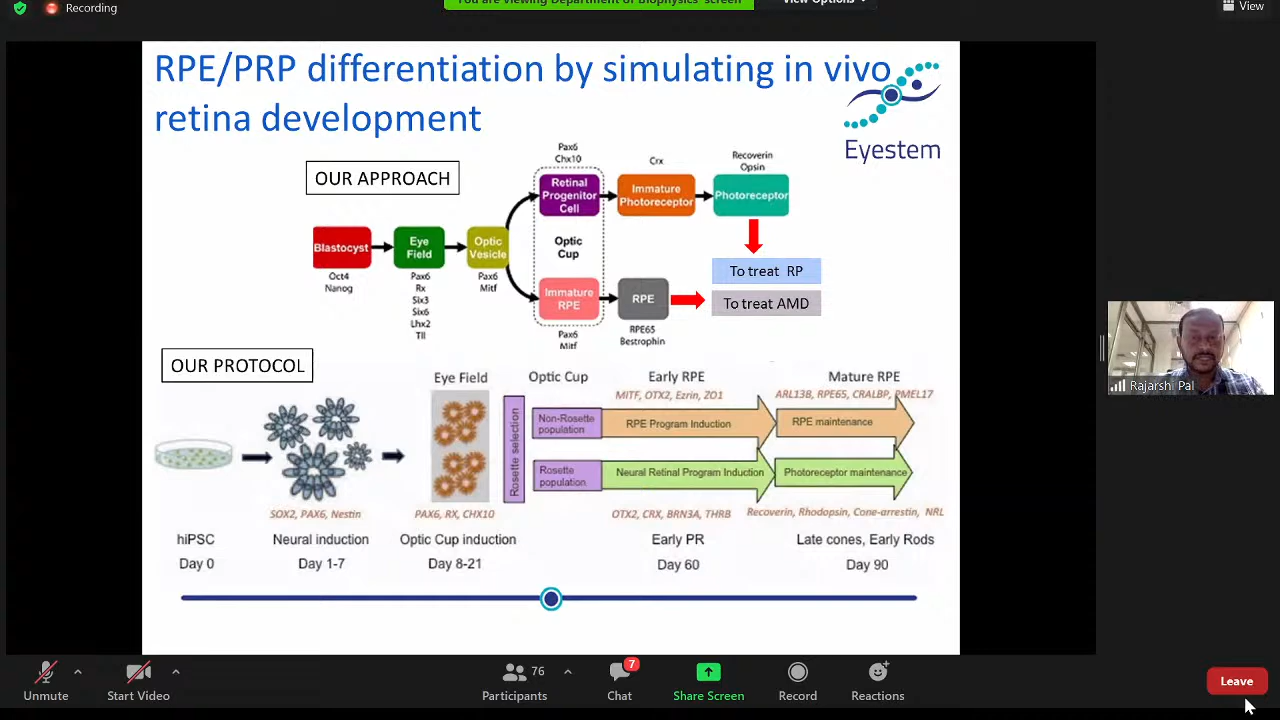 Recording
You are viewing Department of Biophysics' screen
View Options
View
RPE/PRP differentiation by simulating in vivo
retina development
Eyestem
OUR APPROACH
Pax6
Chx10
Crx
Recoverin
Opsin
Retinal
Progenitor
Cell
Immature
Photoreceptor
Photoreceptor
Blastocyst
Eye
Field
Optic
Vesicle
Optic
Cup
Oct4
Nanog
Pax6
Rx
Six3
Six6
Lhx2
Tll
Pax6
Mitf
Immature
RPE
RPE
Pax6
Mitf
RPE65
Bestrophin
To treat RP
To treat AMD
OUR PROTOCOL
Eye Field
Optic Cup
Early RPE
Mature RPE
MITF, OTX2, Ezrin, ZO1
ARL13B, RPE65, CRALBP, PMEL17
Rosette selection
Non-Rosette
population
RPE Program Induction
RPE maintenance
Rosette
population
Neural Retinal Program Induction
Photoreceptor maintenance
SOX2, PAX6, Nestin
PAX6, RX, CHX10
OTX2, CRX, BRN3A, THRB
Recoverin, Rhodopsin, Cone-arrestin, NRL
hiPSC
Neural induction
Optic Cup induction
Early PR
Late cones, Early Rods
Day 0
Day 1-7
Day 8-21
Day 60
Day 90
Rajarshi Pal
Unmute
Start Video
76
Participants
7
Chat
Share Screen
Record
Reactions
Leave